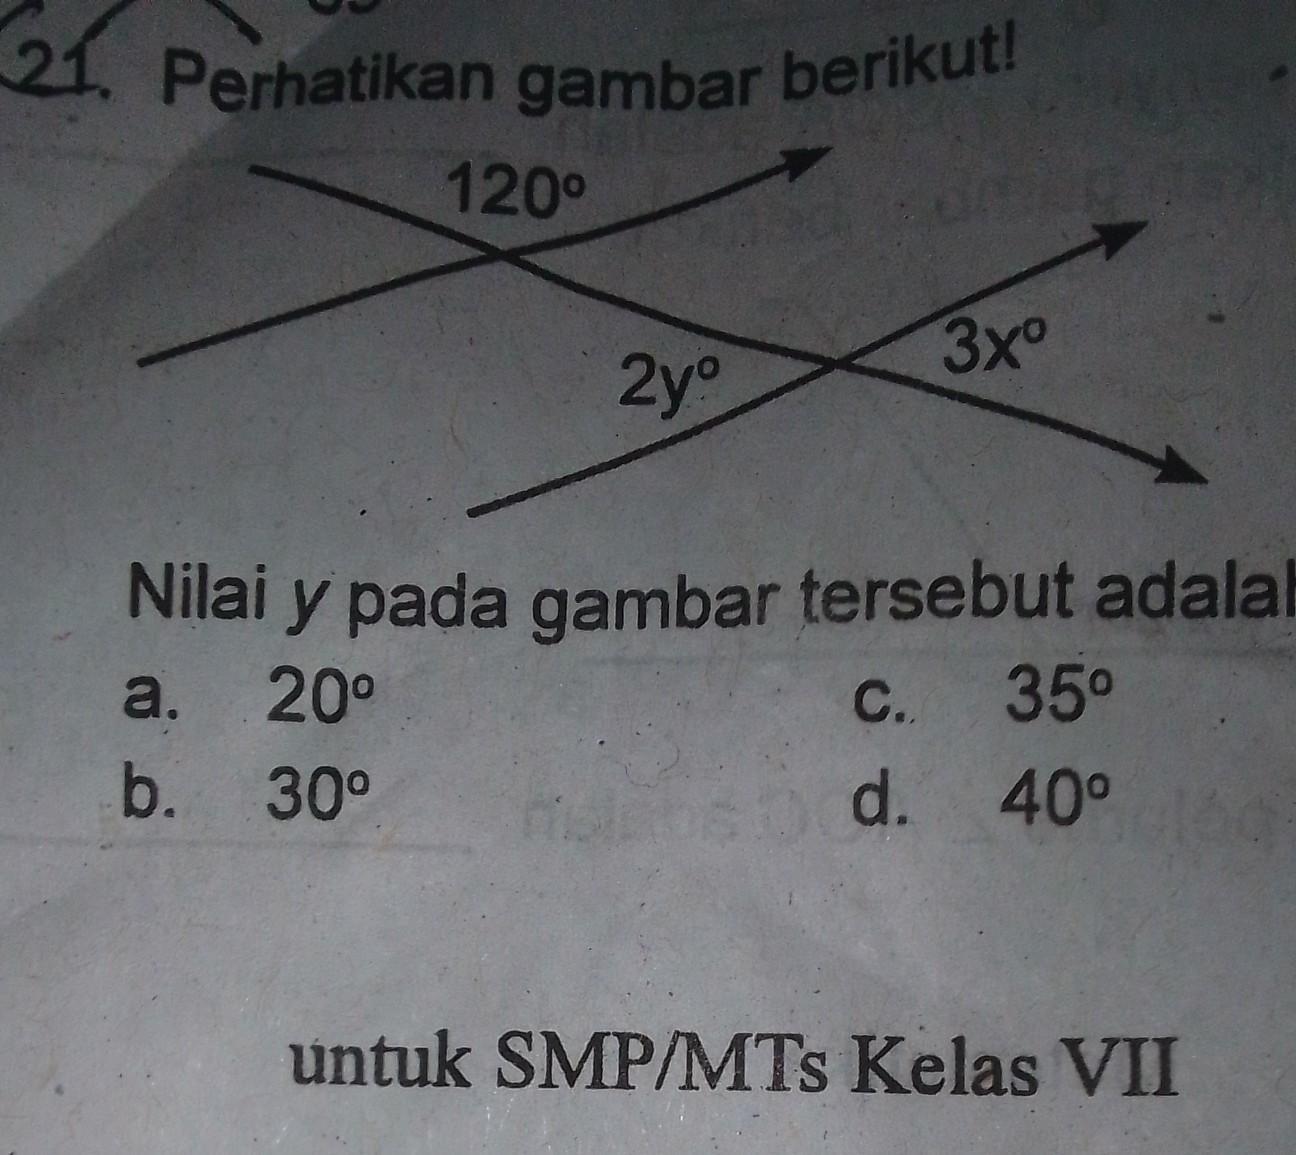 21. Perhatikan gambar berikut!
120°
3x°
2y°
Nilai y pada gambar tersebut
a. 20° c. 35°
b. 30° d. 40°
untuk SMP/MTs Kelas VII